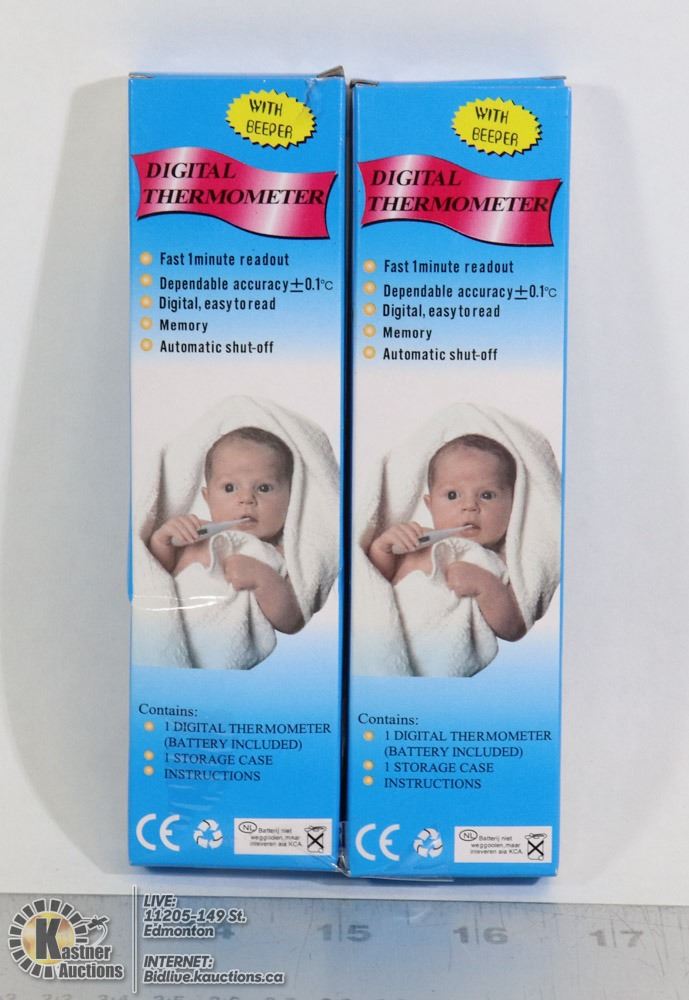 WITH
BEEPER
DIGITAL
THERMOMETER
Fast 1minute readout
Dependable accuracy±0.1°C
Digital, easy to read
Memory
Automatic shut-off
Contains:
1 DIGITAL THERMOMETER
(BATTERY INCLUDED)
1 STORAGE CASE
INSTRUCTIONS
CE
NL Batterij niet
weggooien, maar
inleveren als KCA.
WITH
BEEPER
DIGITAL
THERMOMETER
Fast 1minute readout
Dependable accuracy±0.1°C
Digital, easy to read
Memory
Automatic shut-off
Contains:
1 DIGITAL THERMOMETER
(BATTERY INCLUDED)
1 STORAGE CASE
INSTRUCTIONS
CE
NL Batterij niet
weggooien, maar
inleveren als KCA.
Kastner
Auctions
LIVE:
11205-149 St.
Edmonton
INTERNET:
Bidlive.kauctions.ca
4 15 16 17